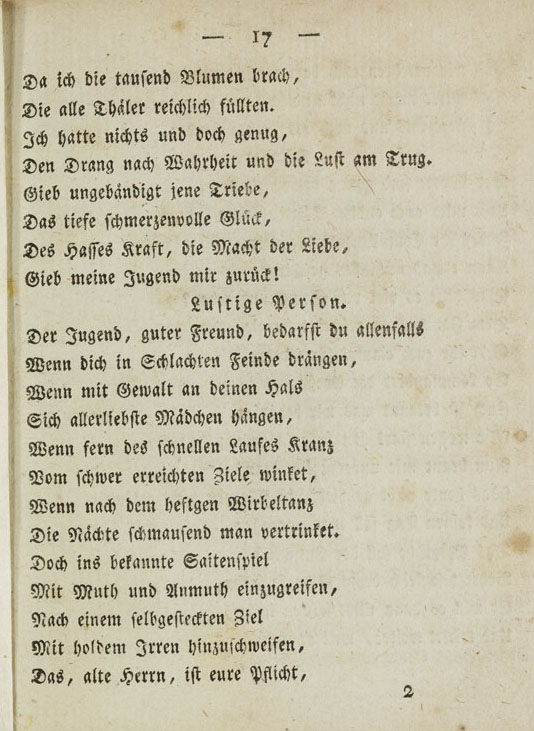 — 17 —
Da ich die tausend Blumen brach,
Die alle Thäler reichlich füllten.
Ich hatte nichts und doch genug,
Den Drang nach Wahrheit und die Lust am Trug.
Gieb ungebändigt jene Triebe,
Das tiefe schmerzenvolle Glück,
Des Hasses Kraft, die Macht der Liebe,
Gieb meine Jugend mir zurück!
Lustige Person.
Der Jugend, guter Freund, bedarfst du allenfalls
Wenn dich in Schlachten Feinde drängen,
Wenn mit Gewalt an deinen Hals
Sich allerliebste Mädchen hängen,
Wenn fern des schnellen Laufes Kranz
Vom schwer erreichten Ziele winket,
Wenn nach dem heftgen Wirbeltanz
Die Nächte schmausend man vertrinket.
Doch ins bekannte Saitenspiel
Mit Muth und Anmuth einzugreifen,
Nach einem selbgesteckten Ziel
Mit holdem Irren hinzuschweifen,
Das, alte Herrn, ist eure Pflicht,
2